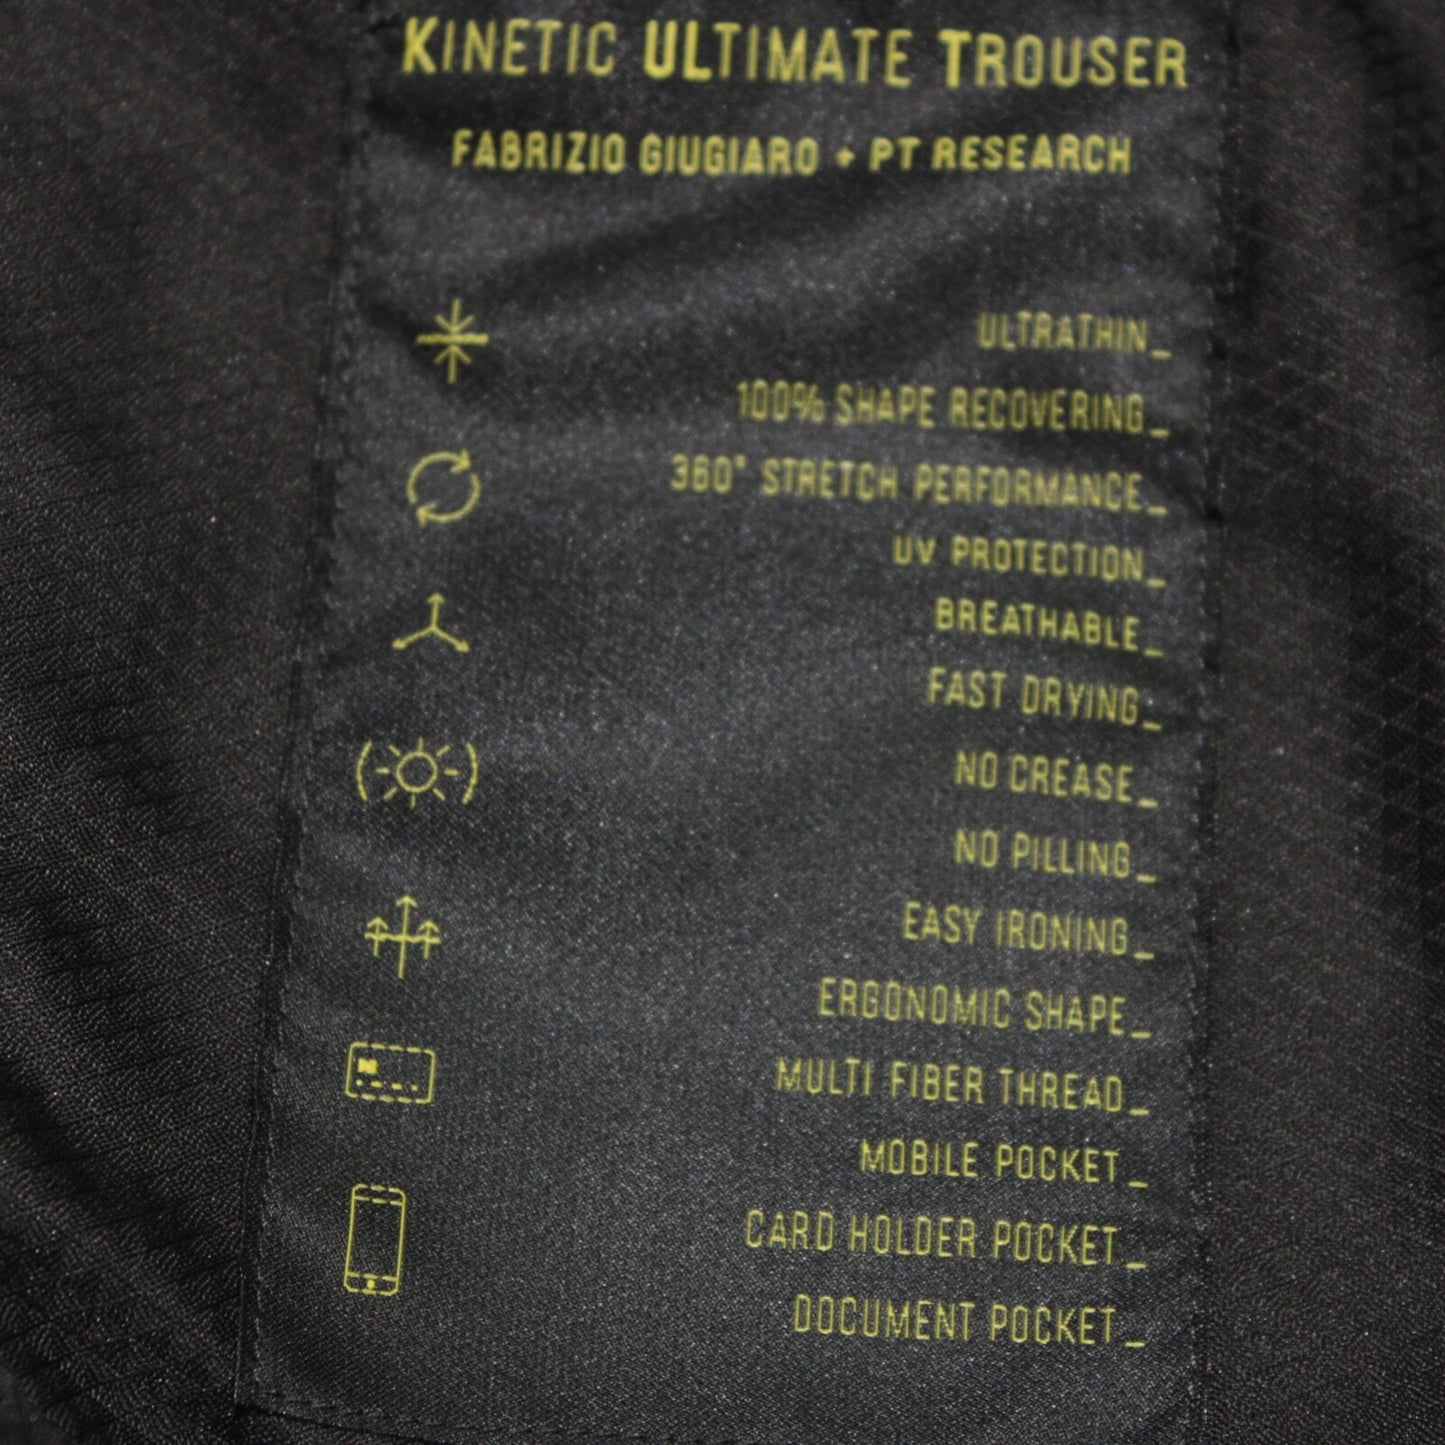 KINETIC ULTIMATE TROUSER
FABRIZIO GIUGIARO + PT RESEARCH
ULTRATHIN_
100% SHAPE RECOVERING_
360° STRETCH PERFORMANCE_
UV PROTECTION_
BREATHABLE_
FAST DRYING_
NO CREASE_
NO PILLING_
EASY IRONING_
ERGONOMIC SHAPE_
MULTI FIBER THREAD_
MOBILE POCKET_
CARD HOLDER POCKET_
DOCUMENT POCKET_